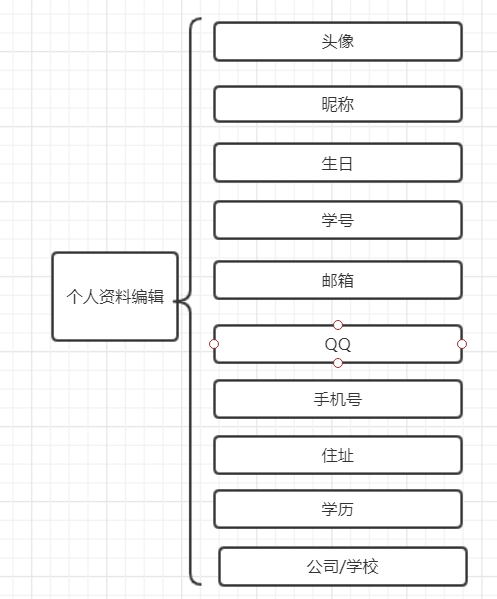 头像
昵称
生日
学号
个人资料编辑
邮箱
QQ
手机号
住址
学历
公司/学校